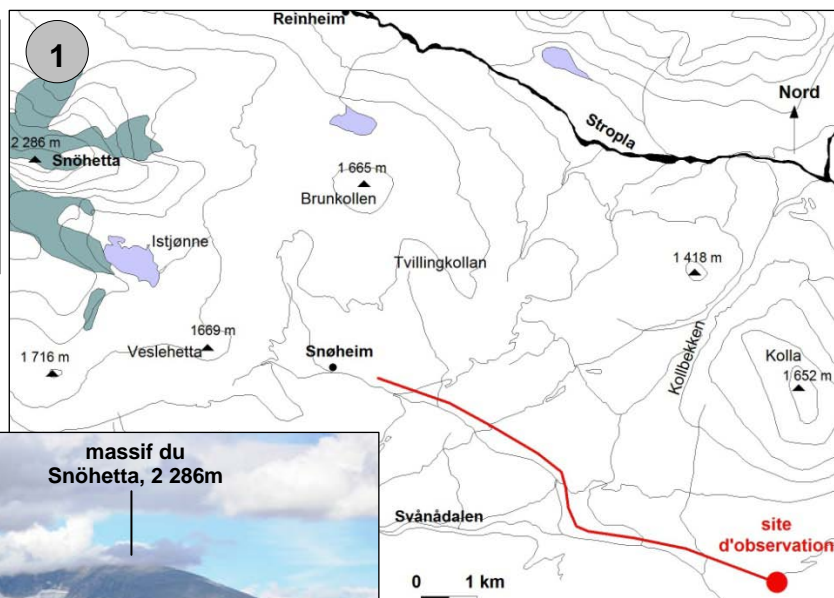 1
Reinheim
Nord
Stropla
2 286 m
Snöhetta
1 665 m
Brunkollen
Istjønne
Tvillingkollan
1 418 m
Veslehetta
1669 m
1 716 m
Snøheim
Kollbekken
Kolla
1 652 m
massif du
Snöhetta, 2 286m
Svånådalen
site
d'observation
0 1 km